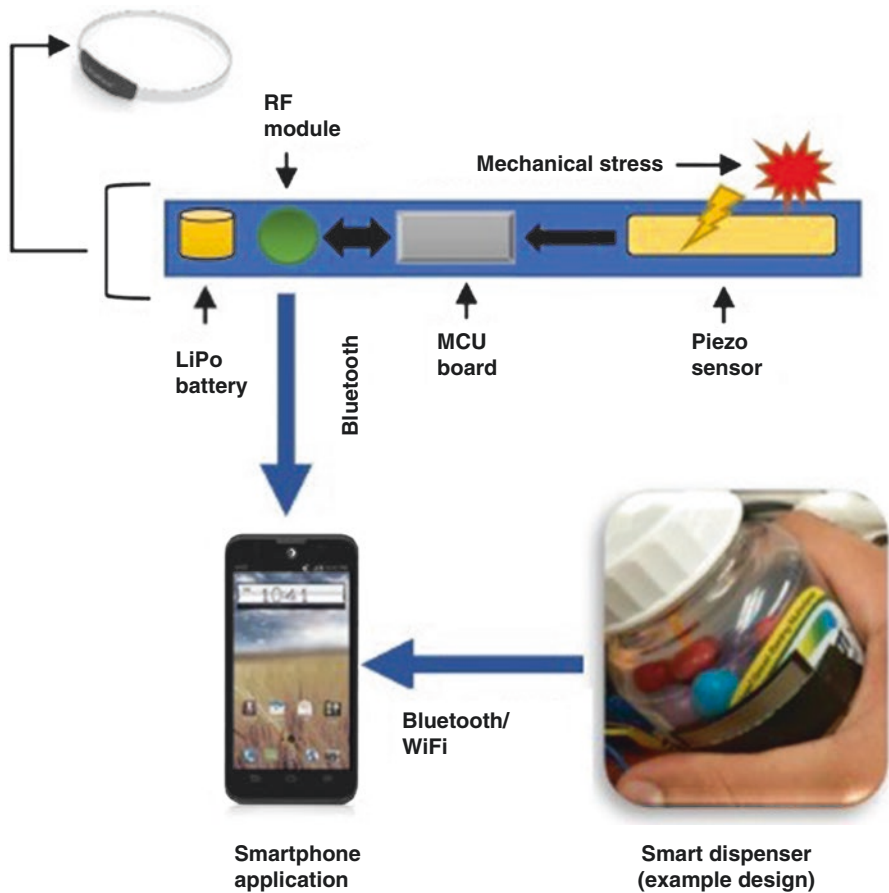 RF
module
Mechanical stress
LiPo
battery
Bluetooth
MCU
board
Piezo
sensor
10:41
Bluetooth/
WiFi
Smartphone
application
Smart dispenser
(example design)